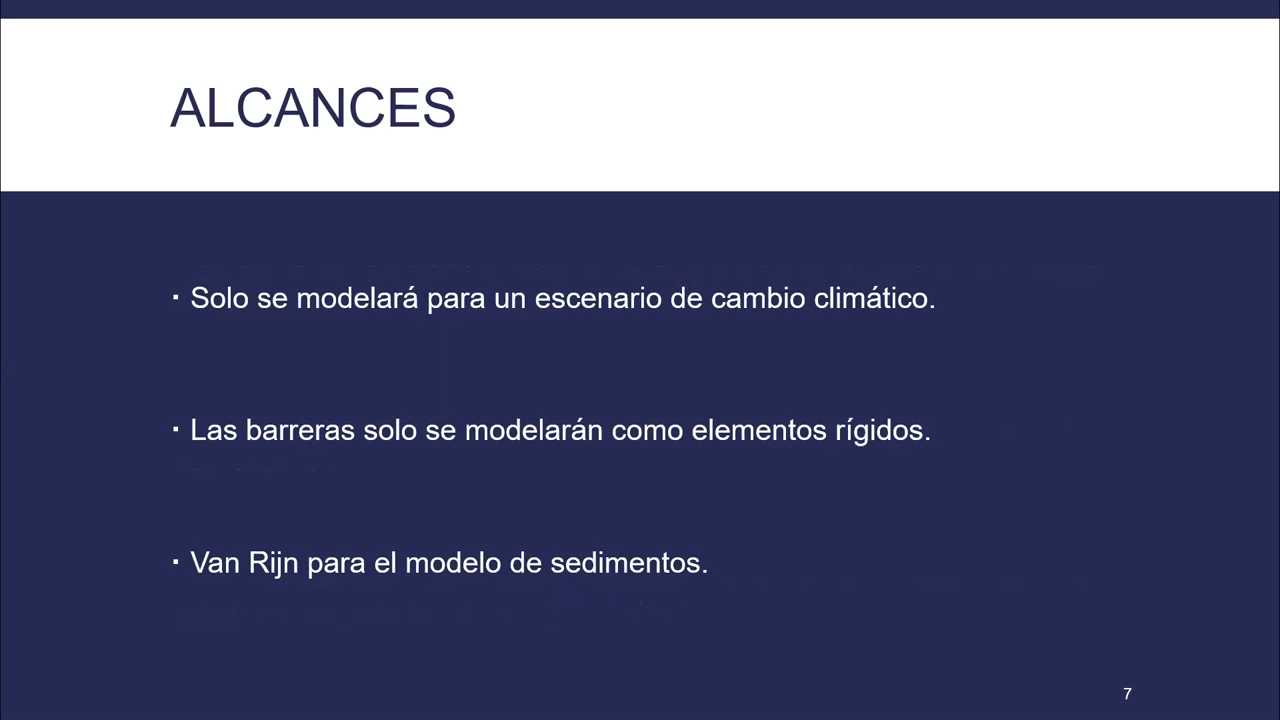 ALCANCES
▪ Solo se modelará para un escenario de cambio climático.
▪ Las barreras solo se modelarán como elementos rígidos.
▪ Van Rijn para el modelo de sedimentos.
7